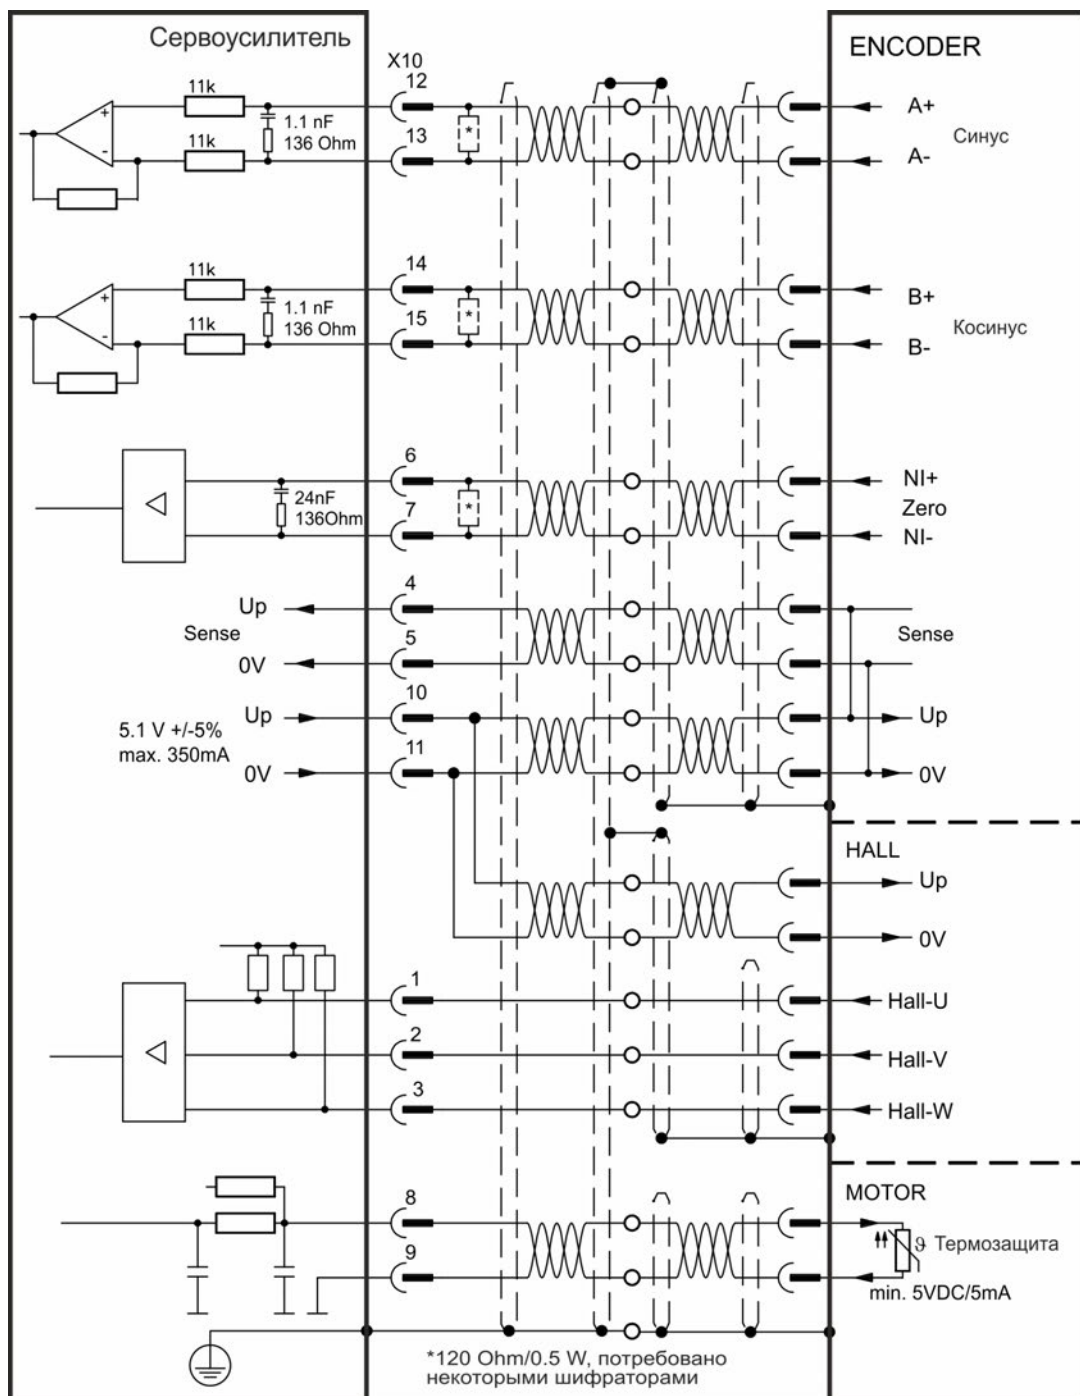 Сервоусилитель
X10
ENCODER
11k
12
A+
1.1 nF
136 Ohm
*
Синус
11k
13
A-
11k
14
B+
1.1 nF
136 Ohm
*
Косинус
11k
15
B-
6
NI+
24nF
136Ohm
*
Zero
7
NI-
Up
4
Sense
Sense
0V
5
5.1 V +/-5%
max. 350mA
Up
10
Up
0V
11
0V
HALL
Up
0V
1
Hall-U
2
Hall-V
3
Hall-W
MOTOR
8
ϑ Термозащита
9
min. 5VDC/5mA
*120 Ohm/0.5 W, потребовано
некоторыми шифраторами